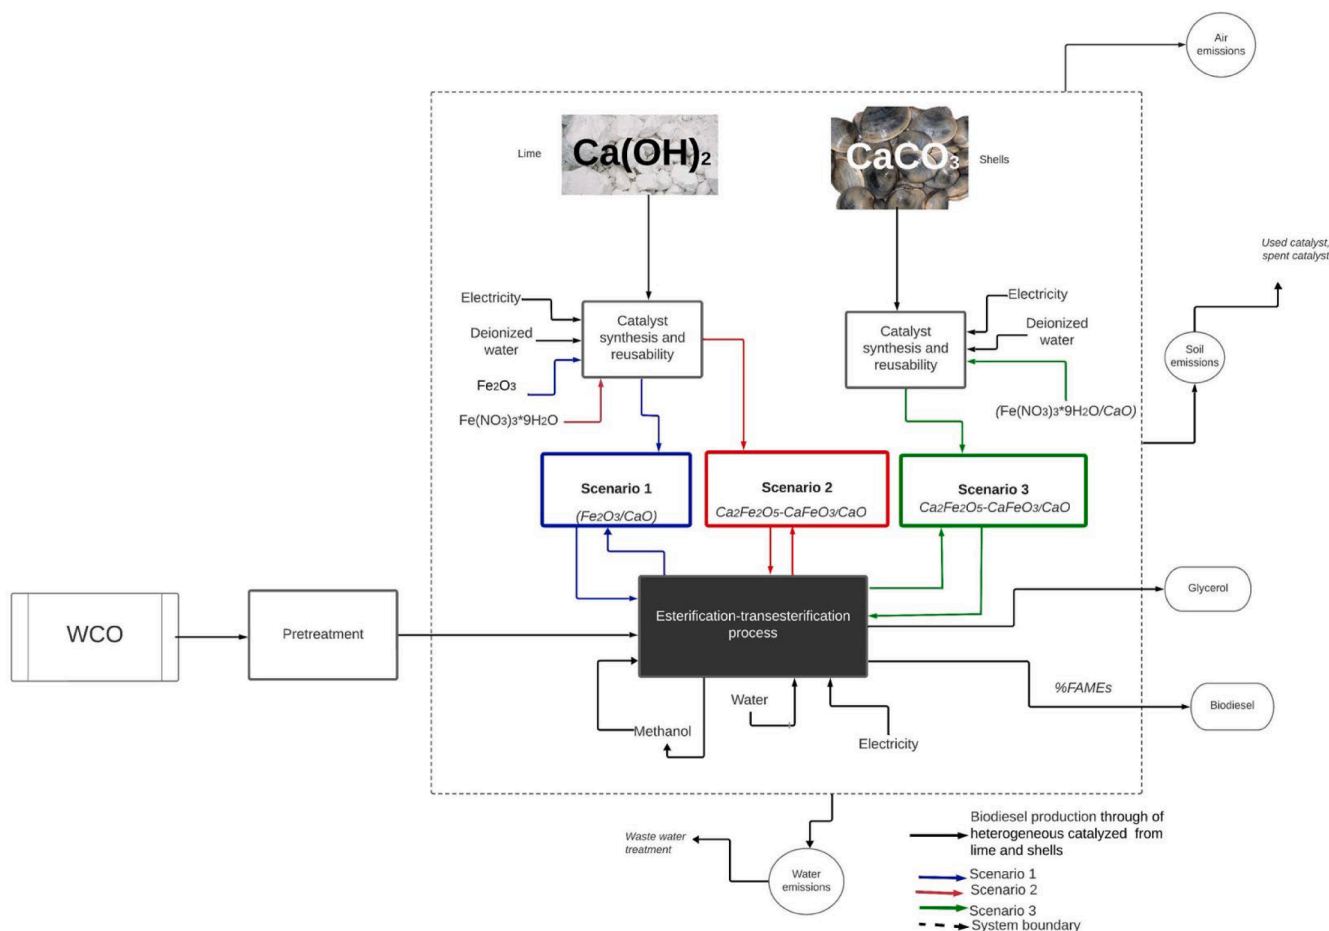 Air
emissions
Lime
Ca(OH)₂
CaCO₃
Shells
Used catalyst,
spent catalyst
Electricity
Deionized
water
Fe₂O₃
Fe(NO₃)₃*9H₂O
Catalyst
synthesis and
reusability
Catalyst
synthesis and
reusability
Electricity
Deionized
water
(Fe(NO₃)₃*9H₂O/CaO)
Soil
emissions
Scenario 1
(Fe₂O₃/CaO)
Scenario 2
Ca₂Fe₂O₅-CaFeO₃/CaO
Scenario 3
Ca₂Fe₂O₅-CaFeO₃/CaO
WCO
Pretreatment
Esterification-transesterification
process
Glycerol
%FAMEs
Biodiesel
Methanol
Water
Electricity
Waste water
treatment
Water
emissions
Biodiesel production through of
heterogeneous catalyzed from
lime and shells
Scenario 1
Scenario 2
Scenario 3
System boundary